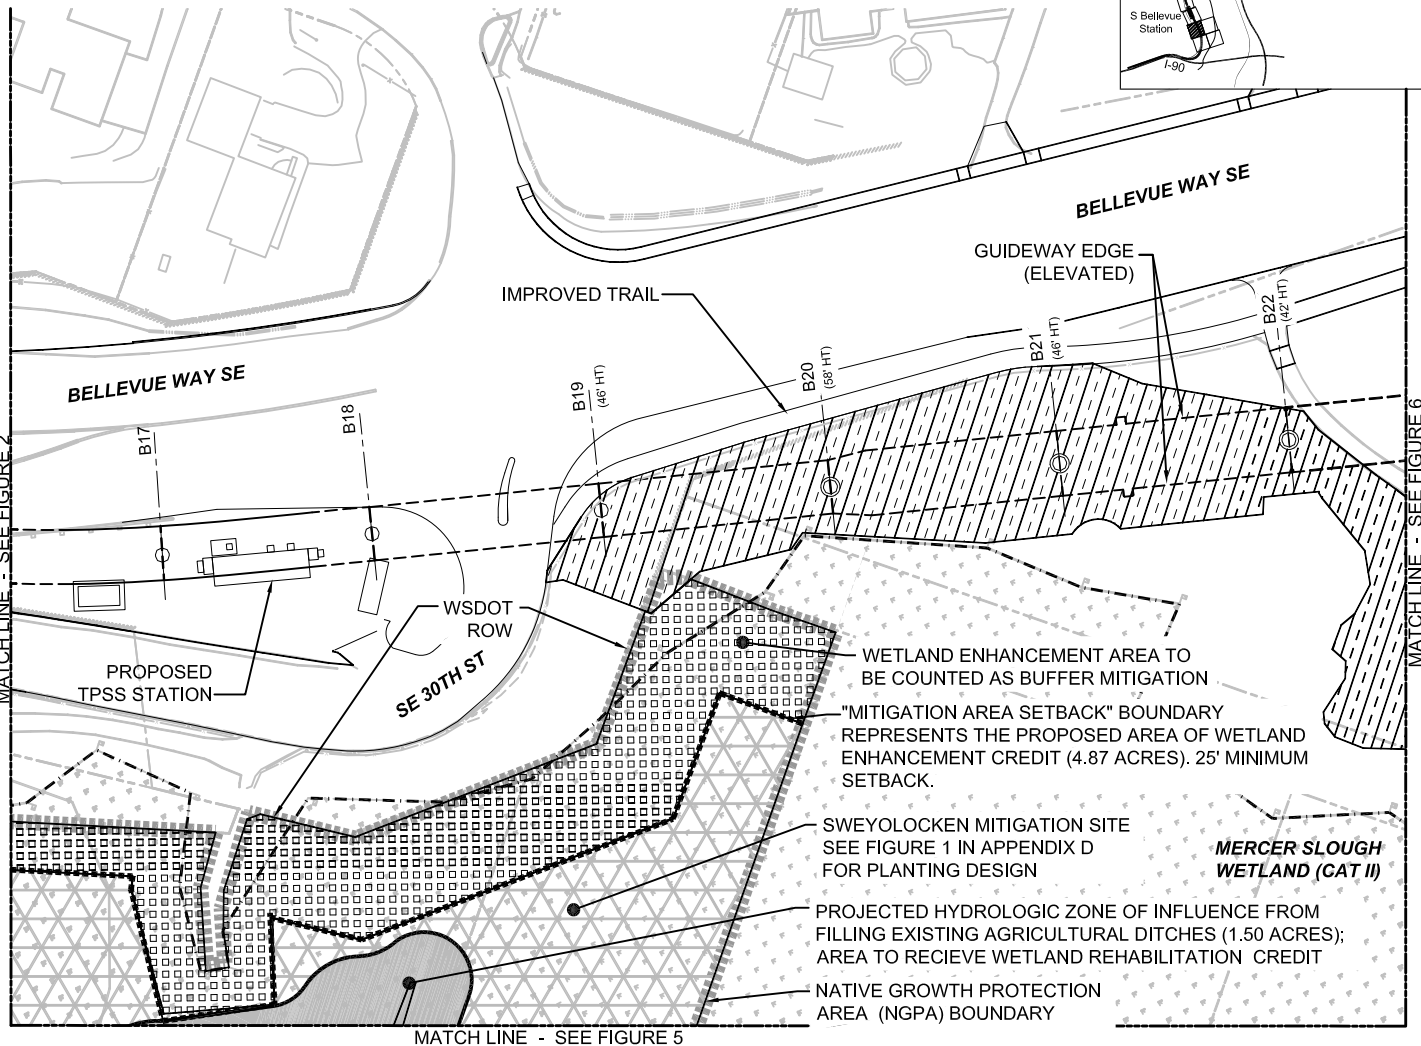 S Bellevue
Station
I-90
BELLEVUE WAY SE
GUIDEWAY EDGE
(ELEVATED)
IMPROVED TRAIL
B22
(42' HT)
B21
(46' HT)
B20
(58' HT)
B19
(46' HT)
BELLEVUE WAY SE
B18
B17
MATCH LINE - SEE FIGURE 2
MATCH LINE - SEE FIGURE 6
WSDOT
ROW
PROPOSED
TPSS STATION
SE 30TH ST
WETLAND ENHANCEMENT AREA TO
BE COUNTED AS BUFFER MITIGATION
"MITIGATION AREA SETBACK" BOUNDARY
REPRESENTS THE PROPOSED AREA OF WETLAND
ENHANCEMENT CREDIT (4.87 ACRES). 25' MINIMUM
SETBACK.
SWEYOLOCKEN MITIGATION SITE
SEE FIGURE 1 IN APPENDIX D
FOR PLANTING DESIGN
MERCER SLOUGH
WETLAND (CAT II)
PROJECTED HYDROLOGIC ZONE OF INFLUENCE FROM
FILLING EXISTING AGRICULTURAL DITCHES (1.50 ACRES);
AREA TO RECIEVE WETLAND REHABILITATION CREDIT
NATIVE GROWTH PROTECTION
AREA (NGPA) BOUNDARY
MATCH LINE - SEE FIGURE 5